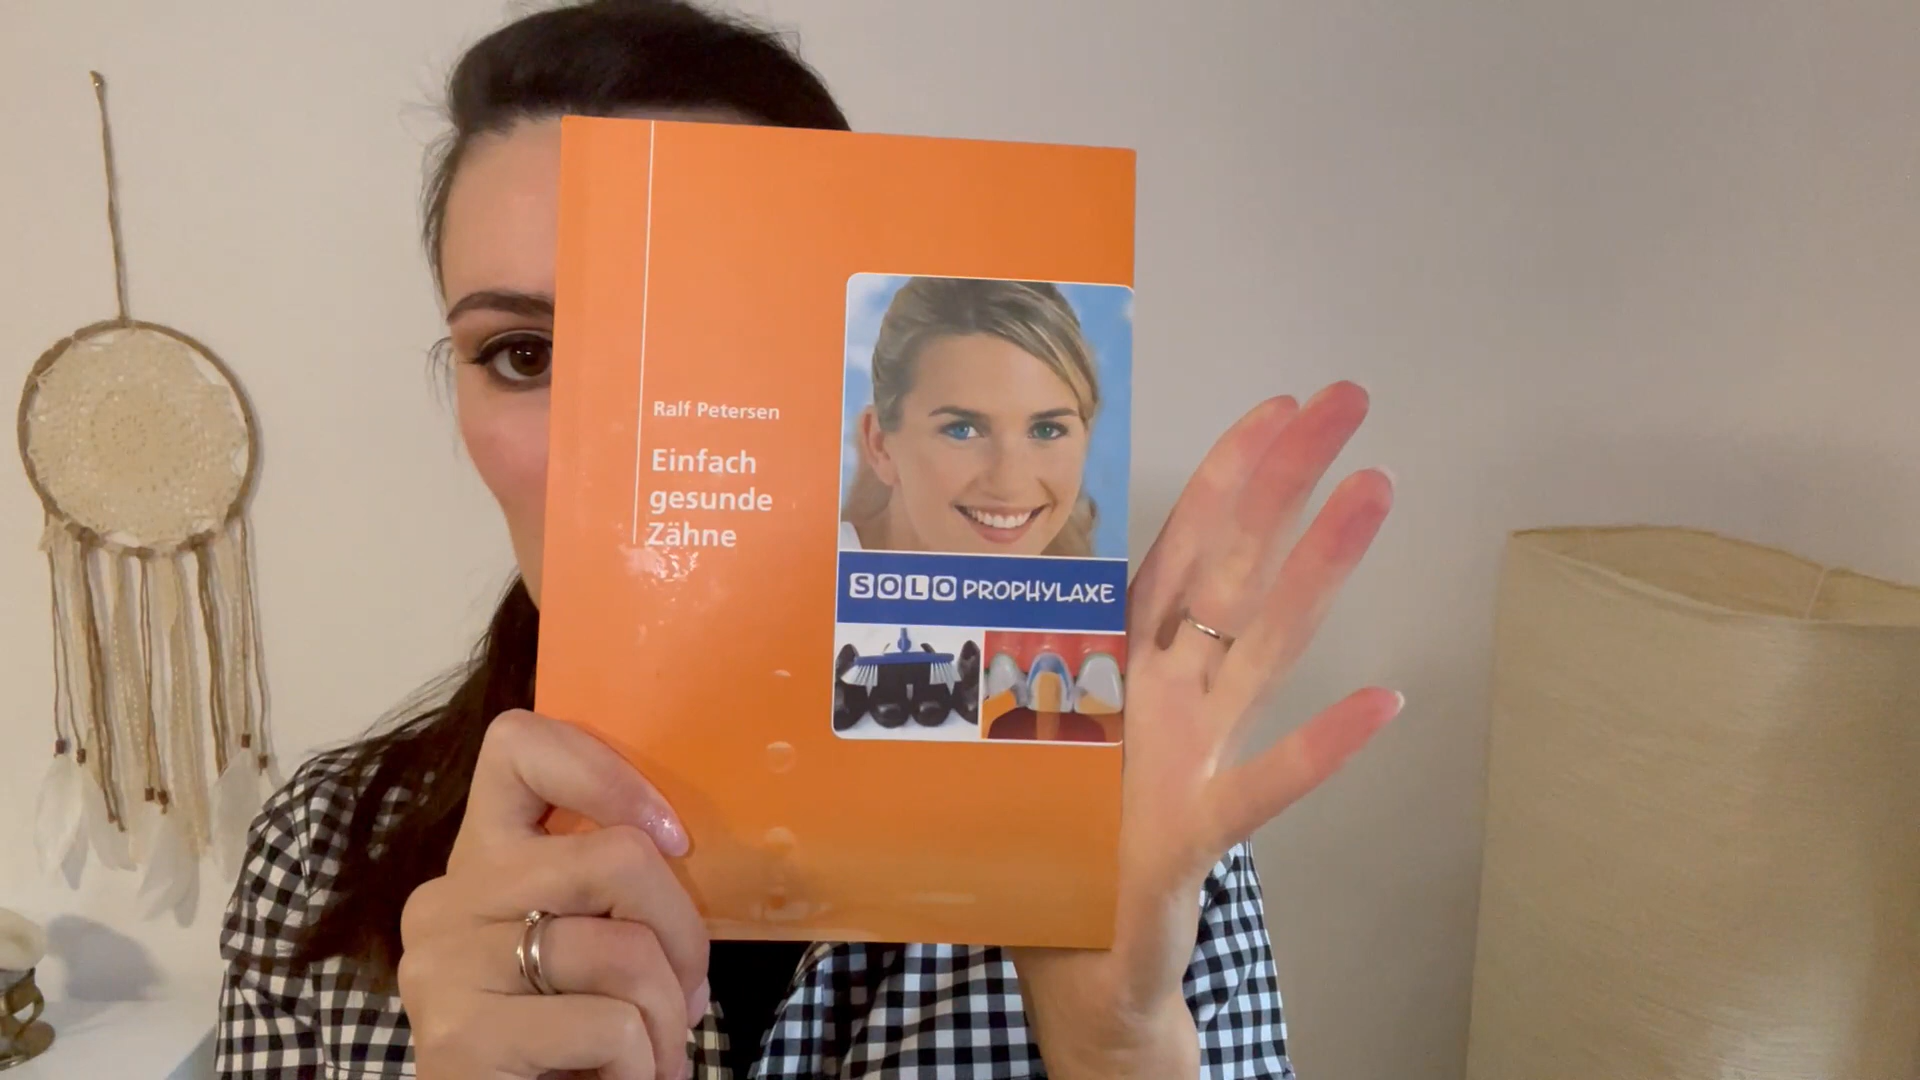 Ralf Petersen
Einfach
gesunde
Zähne
SOLO PROPHYLAXE